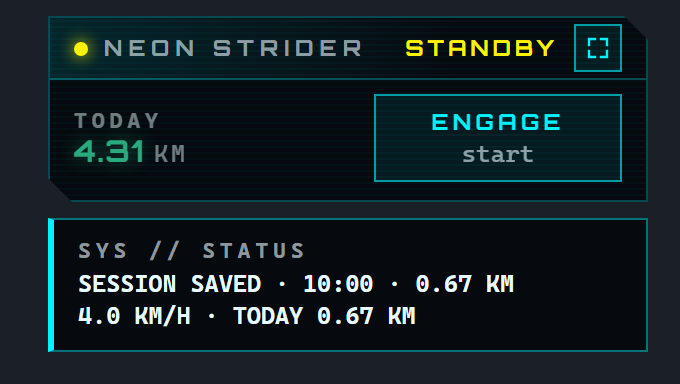 NEON STRIDER STANDBY
TODAY
4.31 KM
ENGAGE
start
SYS // STATUS
SESSION SAVED · 10:00 · 0.67 KM
4.0 KM/H · TODAY 0.67 KM